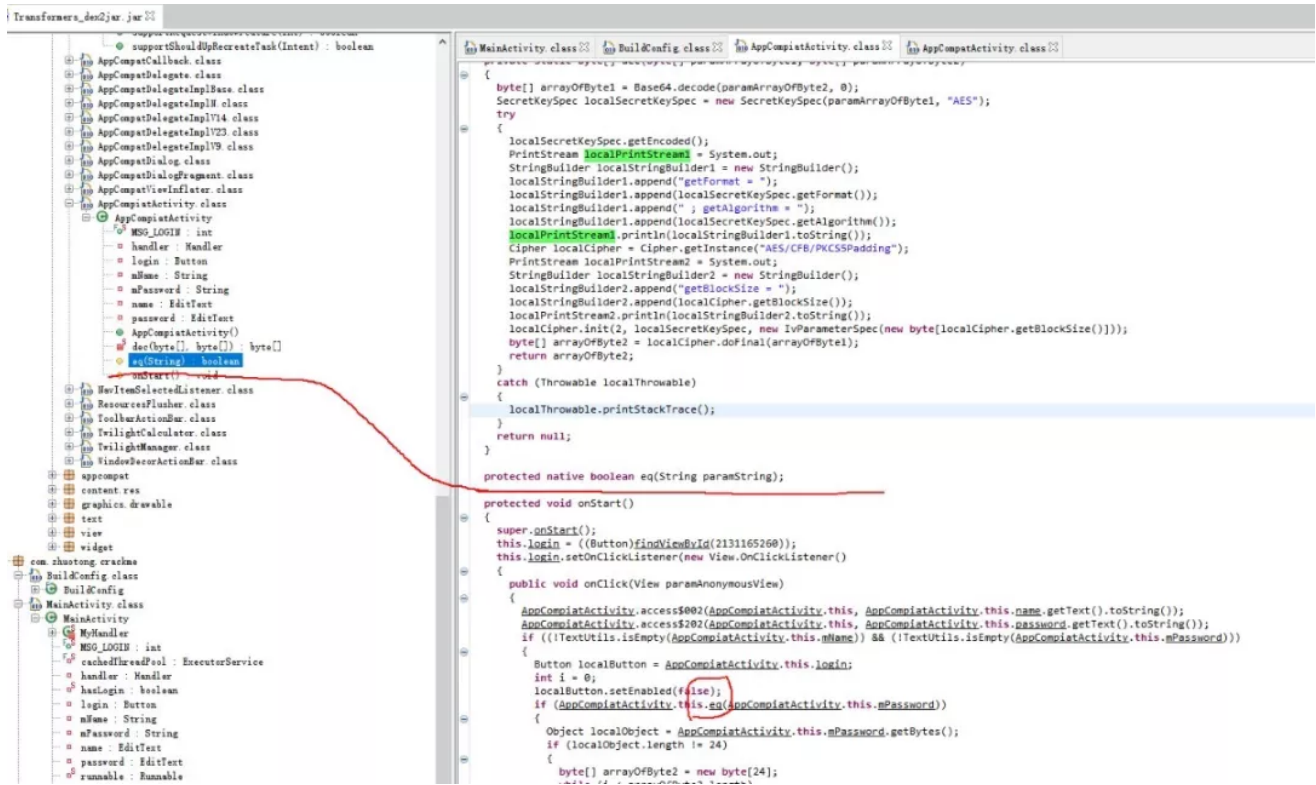 Transformers_dex2jar.jar
supportShouldUpRecreateTask(Intent) : boolean
AppCompatCallback.class
AppCompatDelegate.class
AppCompatDelegateImplBase.class
AppCompatDelegateImplN.class
AppCompatDelegateImplV14.class
AppCompatDelegateImplV23.class
AppCompatDelegateImplV9.class
AppCompatDialog.class
AppCompatDialogFragment.class
AppCompatViewInflater.class
AppCompiatActivity.class
AppCompiatActivity
MSG_LOGIN : int
handler : Handler
login : Button
mName : String
mPassword : String
name : EditText
password : EditText
AppCompiatActivity()
dec(byte[], byte[]) : byte[]
eq(String) : boolean
onStart() : void
NavItemSelectedListener.class
ResourcesFlusher.class
ToolbarActionBar.class
TwilightCalculator.class
TwilightManager.class
WindowDecorActionBar.class
appcompat
content.res
graphics.drawable
text
view
widget
com.zhuotong.crackme
BuildConfig.class
BuildConfig
MainActivity.class
MainActivity
MyHandler
MSG_LOGIN : int
cachedThreadPool : ExecutorService
handler : Handler
hasLogin : boolean
login : Button
mName : String
mPassword : String
name : EditText
password : EditText
runnable : Runnable
MainActivity.class BuildConfig.class AppCompiatActivity.class AppCompatActivity.class
{
byte[] arrayOfByte1 = Base64.decode(paramArrayOfByte2, 0);
SecretKeySpec localSecretKeySpec = new SecretKeySpec(paramArrayOfByte1, "AES");
try
{
localSecretKeySpec.getEncoded();
PrintStream localPrintStream1 = System.out;
StringBuilder localStringBuilder1 = new StringBuilder();
localStringBuilder1.append("getFormat = ");
localStringBuilder1.append(localSecretKeySpec.getFormat());
localStringBuilder1.append(" ; getAlgorithm = ");
localStringBuilder1.append(localSecretKeySpec.getAlgorithm());
localPrintStream1.println(localStringBuilder1.toString());
Cipher localCipher = Cipher.getInstance("AES/CFB/PKCS5Padding");
PrintStream localPrintStream2 = System.out;
StringBuilder localStringBuilder2 = new StringBuilder();
localStringBuilder2.append("getBlockSize = ");
localStringBuilder2.append(localCipher.getBlockSize());
localPrintStream2.println(localStringBuilder2.toString());
localCipher.init(2, localSecretKeySpec, new IvParameterSpec(new byte[localCipher.getBlockSize()]));
byte[] arrayOfByte2 = localCipher.doFinal(arrayOfByte1);
return arrayOfByte2;
}
catch (Throwable localThrowable)
{
localThrowable.printStackTrace();
}
return null;
}
protected native boolean eq(String paramString);
protected void onStart()
{
super.onStart();
this.login = ((Button)findViewById(2131165260));
this.login.setOnClickListener(new View.OnClickListener()
{
public void onClick(View paramAnonymousView)
{
AppCompiatActivity.access$002(AppCompiatActivity.this, AppCompiatActivity.this.name.getText().toString());
AppCompiatActivity.access$202(AppCompiatActivity.this, AppCompiatActivity.this.password.getText().toString());
if ((!TextUtils.isEmpty(AppCompiatActivity.this.mName)) && (!TextUtils.isEmpty(AppCompiatActivity.this.mPassword)))
{
Button localButton = AppCompiatActivity.this.login;
int i = 0;
localButton.setEnabled(false);
if (AppCompiatActivity.this.eq(AppCompiatActivity.this.mPassword))
{
Object localObject = AppCompiatActivity.this.mPassword.getBytes();
if (localObject.length != 24)
{
byte[] arrayOfByte2 = new byte[24];